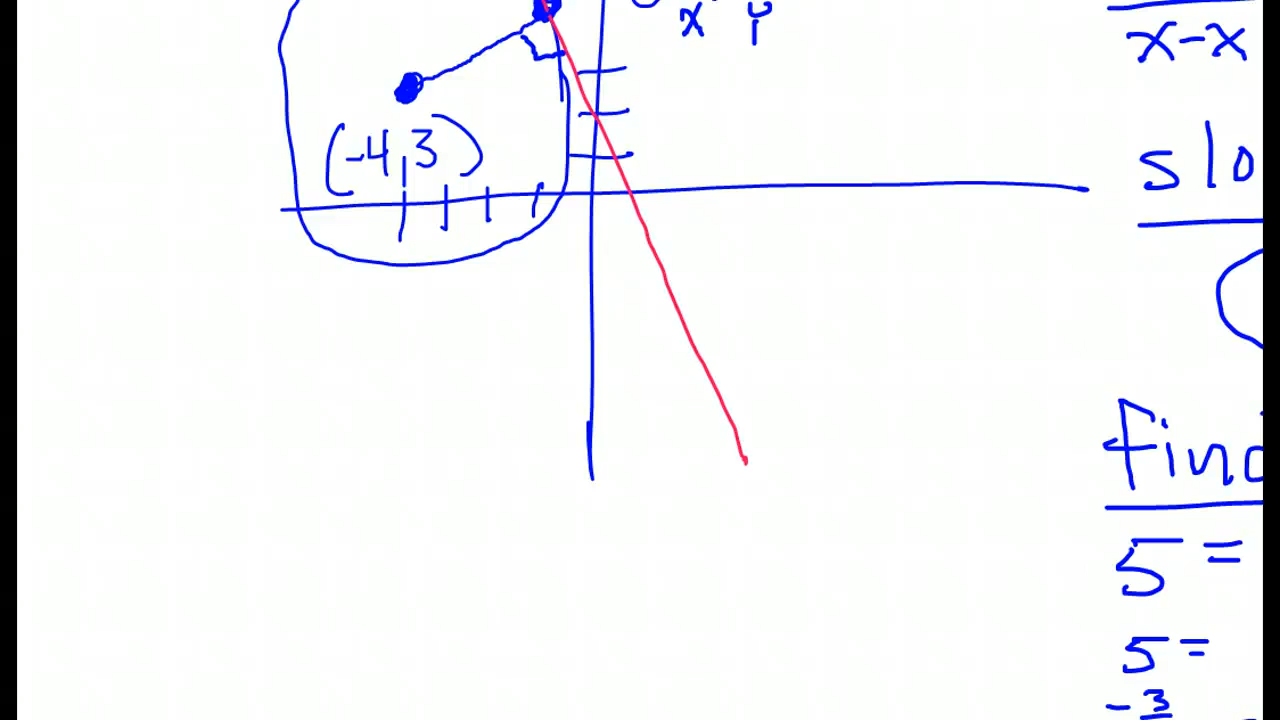 x y
x-x
(-4,3)
slo
find
5 =
5 =
-3